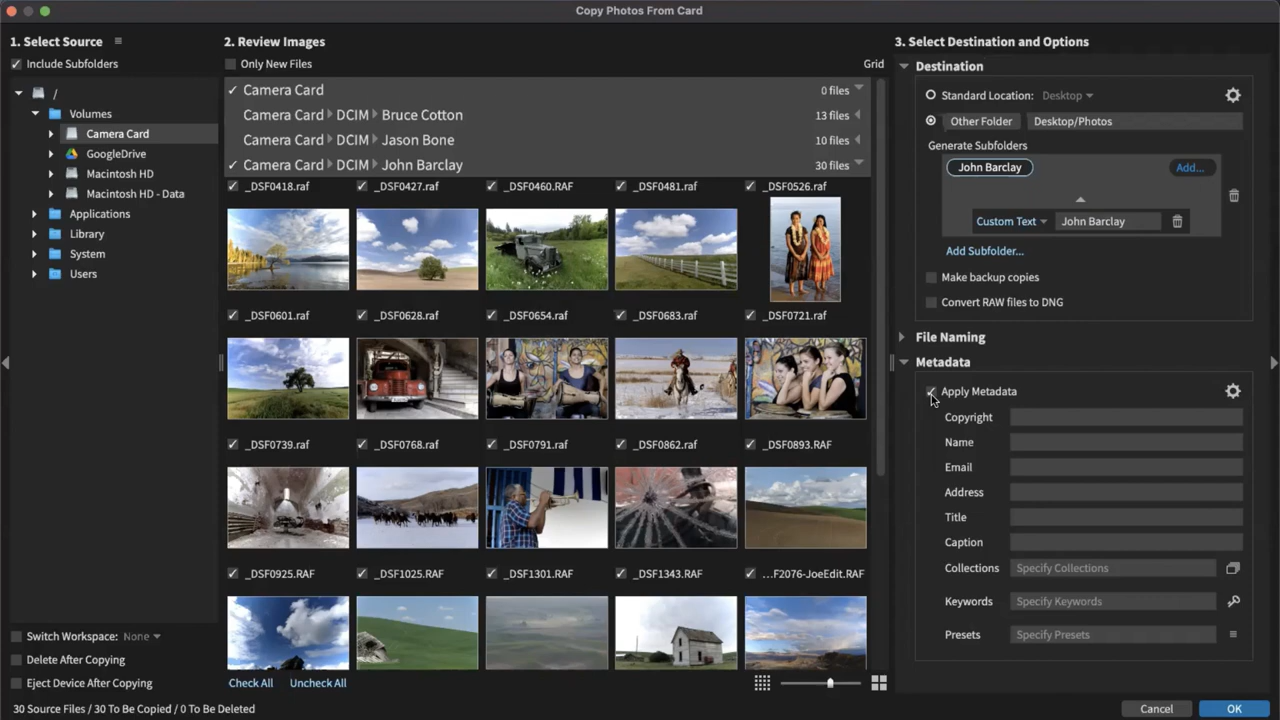 Copy Photos From Card
1. Select Source
Include Subfolders
/
Volumes
Camera Card
GoogleDrive
Macintosh HD
Macintosh HD - Data
Applications
Library
System
Users
Switch Workspace: None
Delete After Copying
Eject Device After Copying
30 Source Files / 30 To Be Copied / 0 To Be Deleted
2. Review Images
Only New Files
Grid
Camera Card 0 files
Camera Card DCIM Bruce Cotton 13 files
Camera Card DCIM Jason Bone 10 files
Camera Card DCIM John Barclay 30 files
_DSF0418.raf _DSF0427.raf _DSF0460.RAF _DSF0481.raf _DSF0526.raf
_DSF0601.raf _DSF0628.raf _DSF0654.raf _DSF0683.raf _DSF0721.raf
_DSF0739.raf _DSF0768.raf _DSF0791.raf _DSF0862.raf _DSF0893.RAF
_DSF0925.RAF _DSF1025.RAF _DSF1301.RAF _DSF1343.RAF ...F2076-JoeEdit.RAF
Check All Uncheck All
3. Select Destination and Options
Destination
Standard Location: Desktop
Other Folder Desktop/Photos
Generate Subfolders
John Barclay Add...
Custom Text John Barclay
Add Subfolder...
Make backup copies
Convert RAW files to DNG
File Naming
Metadata
Apply Metadata
Copyright
Name
Email
Address
Title
Caption
Collections Specify Collections
Keywords Specify Keywords
Presets Specify Presets
Cancel OK